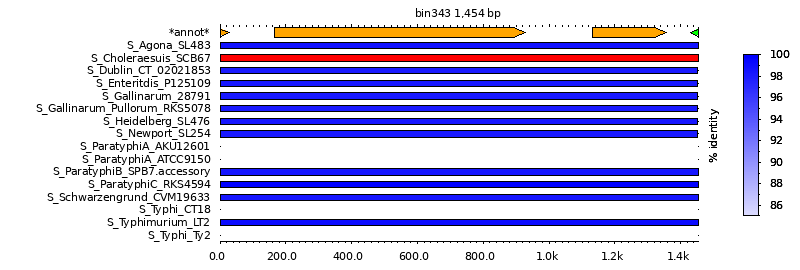 bin343 1,454 bp
*annot*
S_Agona_SL483
S_Choleraesuis_SCB67
S_Dublin_CT_02021853
S_Enteritdis_P125109
S_Gallinarum_28791
S_Gallinarum_Pullorum_RKS5078
S_Heidelberg_SL476
S_Newport_SL254
S_ParatyphiA_AKU12601
S_ParatyphiA_ATCC9150
S_ParatyphiB_SPB7.accessory
S_ParatyphiC_RKS4594
S_Schwarzengrund_CVM19633
S_Typhi_CT18
S_Typhimurium_LT2
S_Typhi_Ty2
0.0 200.0 400.0 600.0 800.0 1.0k 1.2k 1.4k
% identity
100
98
96
94
92
90
88
86